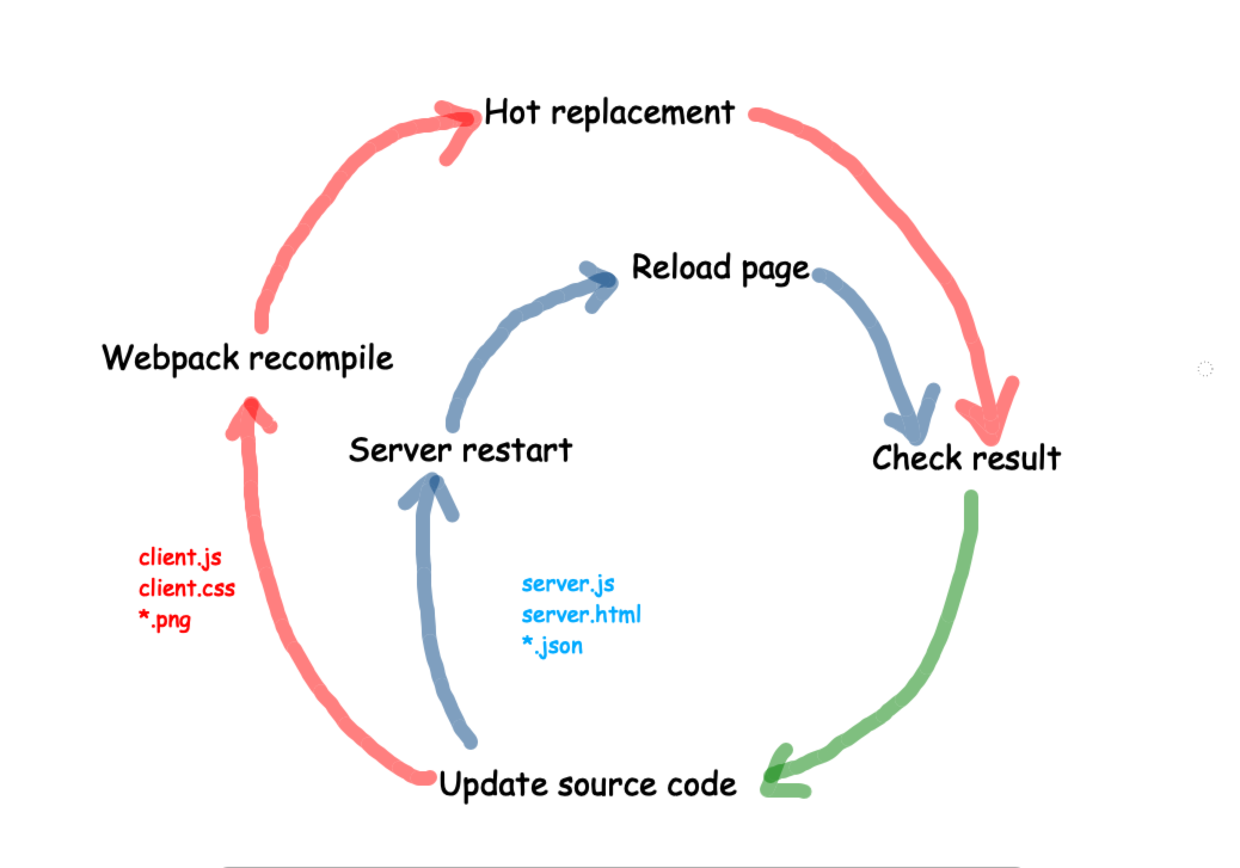 Hot replacement
Reload page
Webpack recompile
Server restart
Check result
client.js
client.css
*.png
server.js
server.html
*.json
Update source code